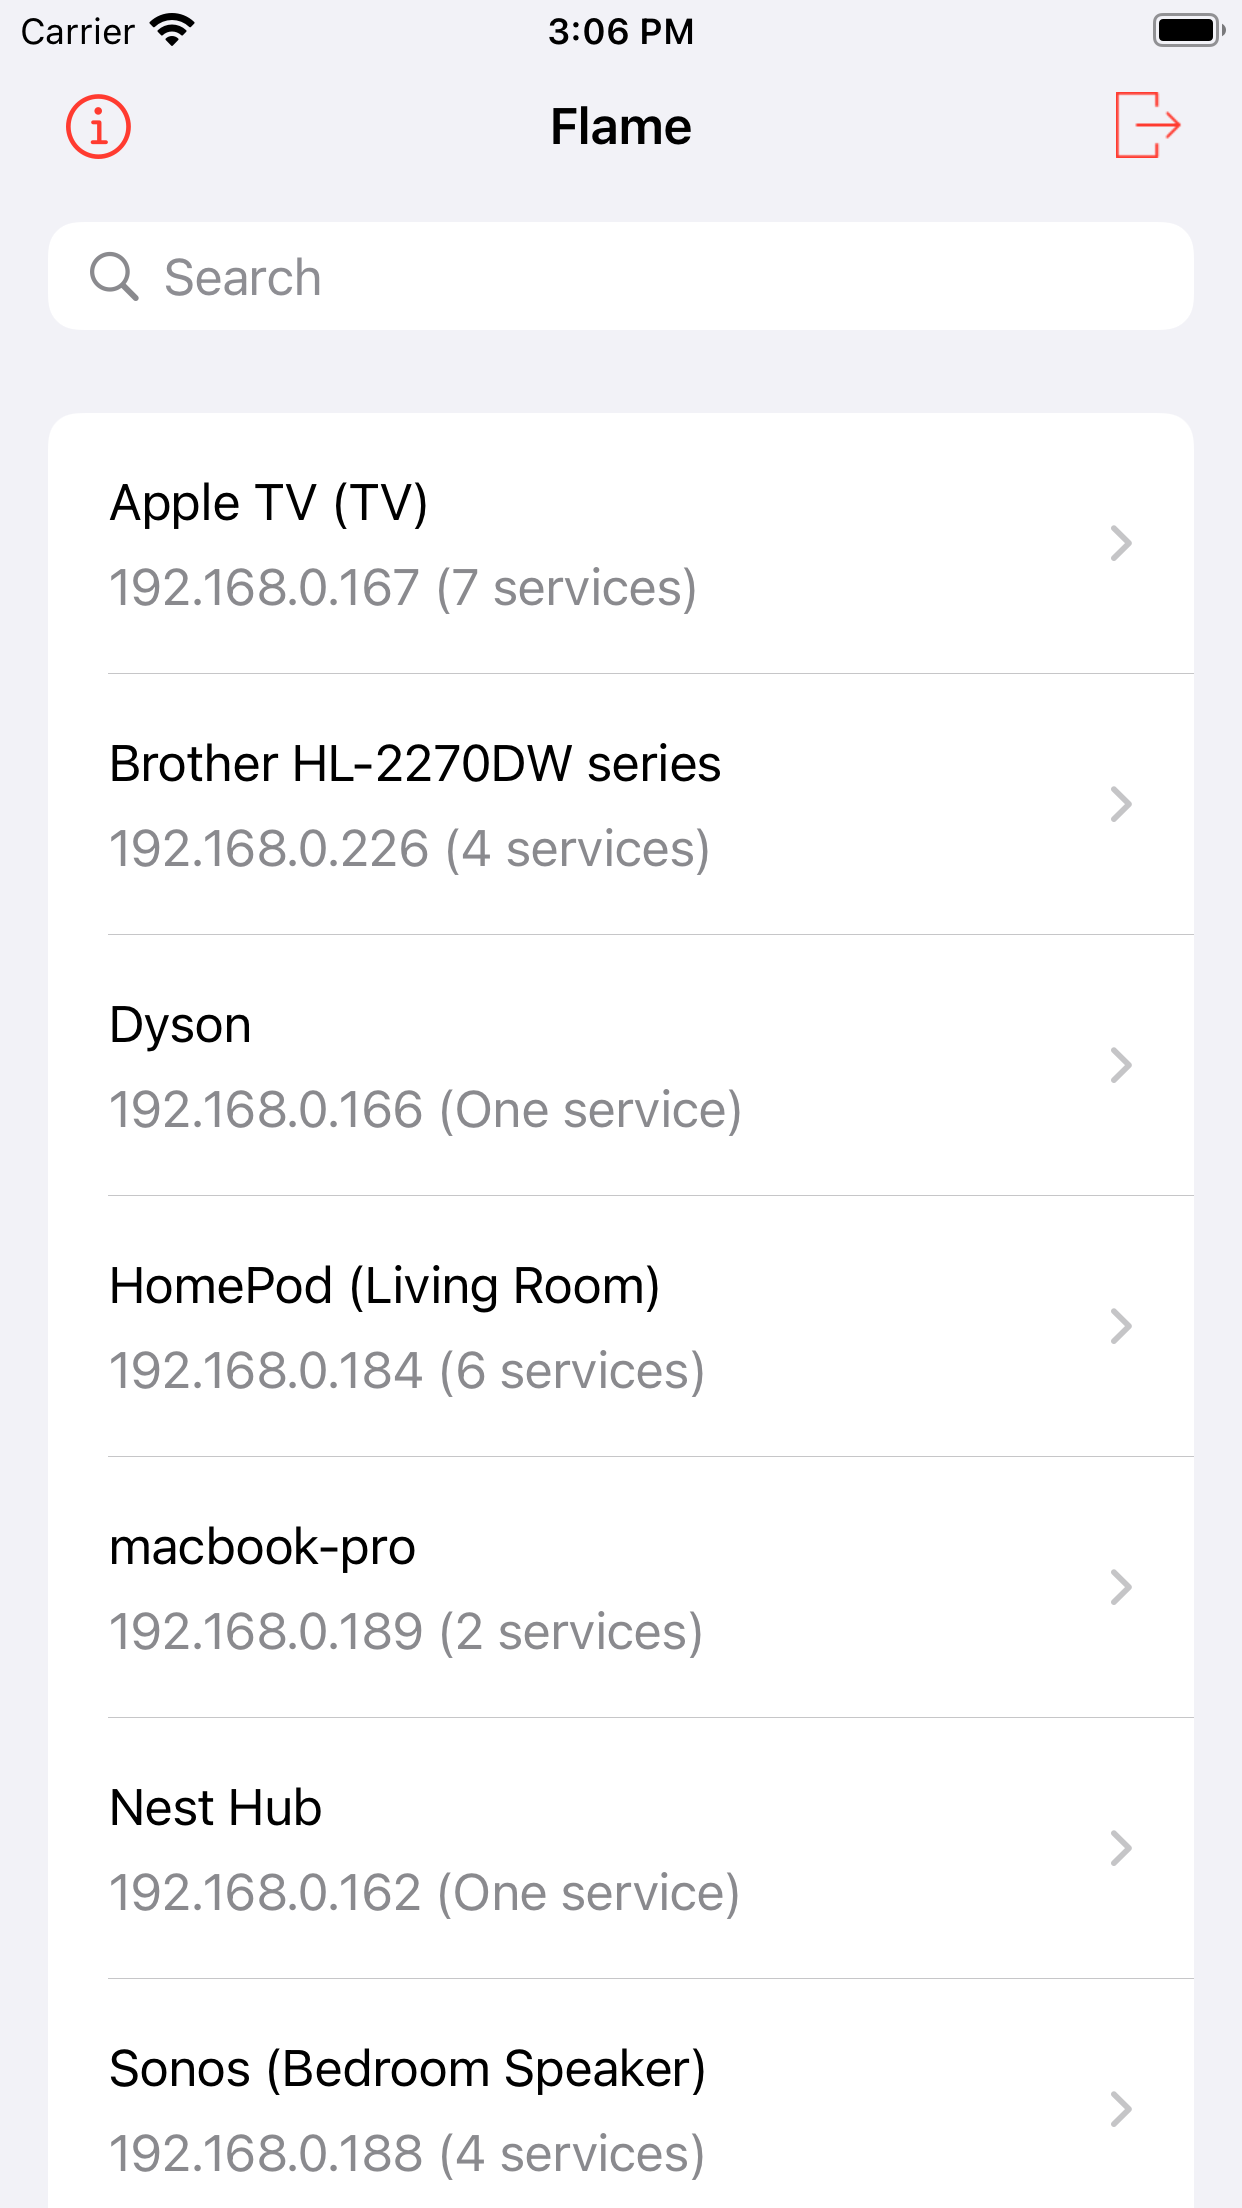 Carrier 3:06 PM
Flame
Search
Apple TV (TV)
192.168.0.167 (7 services)
Brother HL-2270DW series
192.168.0.226 (4 services)
Dyson
192.168.0.166 (One service)
HomePod (Living Room)
192.168.0.184 (6 services)
macbook-pro
192.168.0.189 (2 services)
Nest Hub
192.168.0.162 (One service)
Sonos (Bedroom Speaker)
192.168.0.188 (4 services)